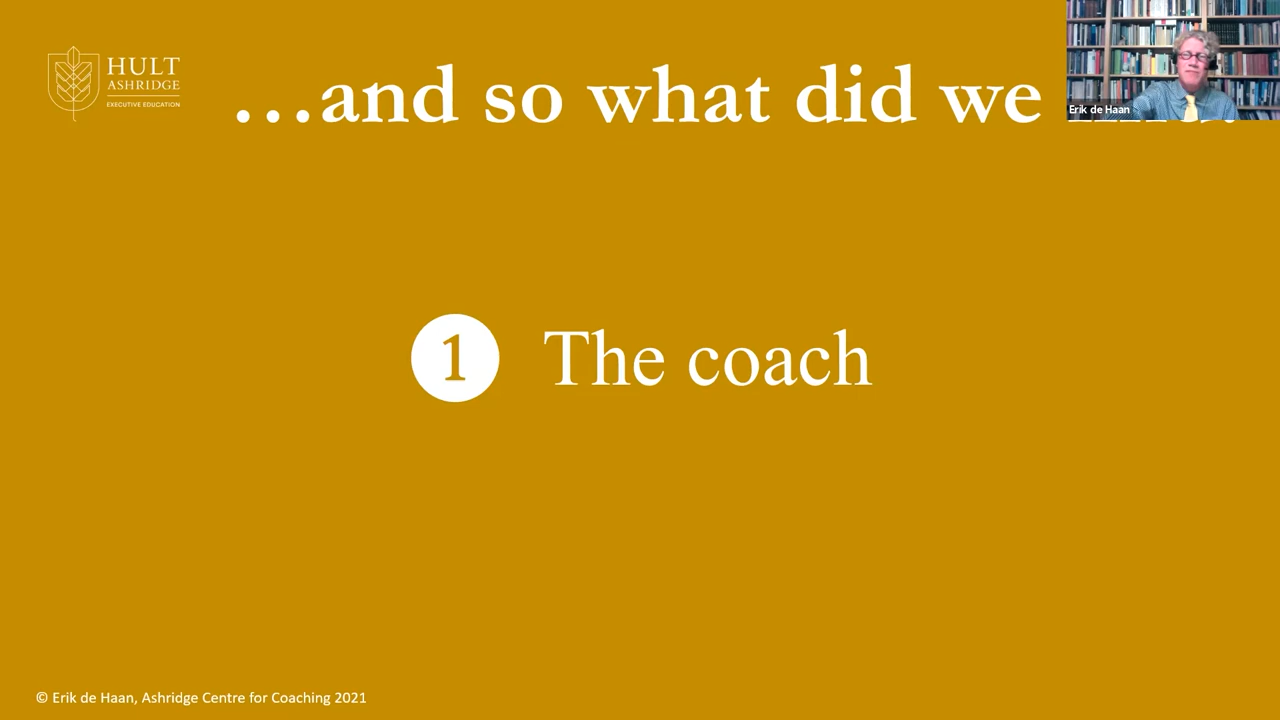 HULT
ASHRIDGE
EXECUTIVE EDUCATION
…and so what did we
Erik de Haan
1 The coach
© Erik de Haan, Ashridge Centre for Coaching 2021